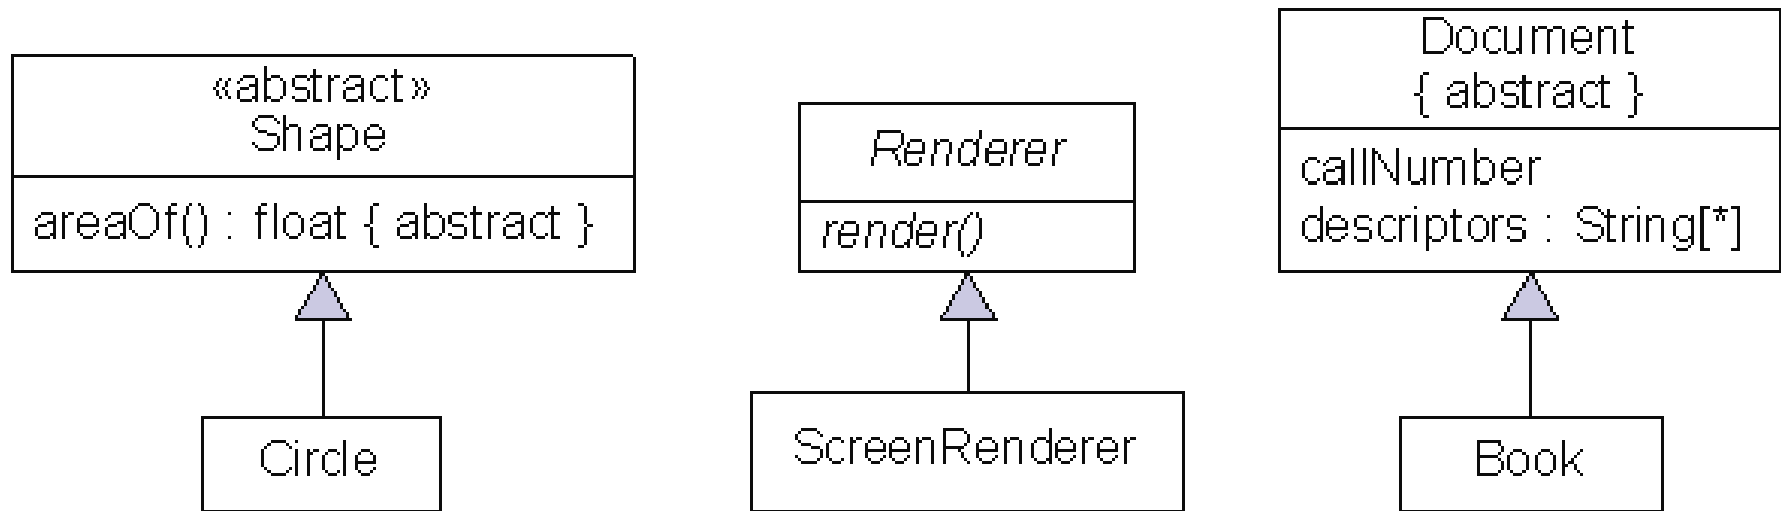 «abstract»
Shape
areaOf() : float { abstract }
Circle
Renderer
render()
ScreenRenderer
Document
{ abstract }
callNumber
descriptors : String[*]
Book